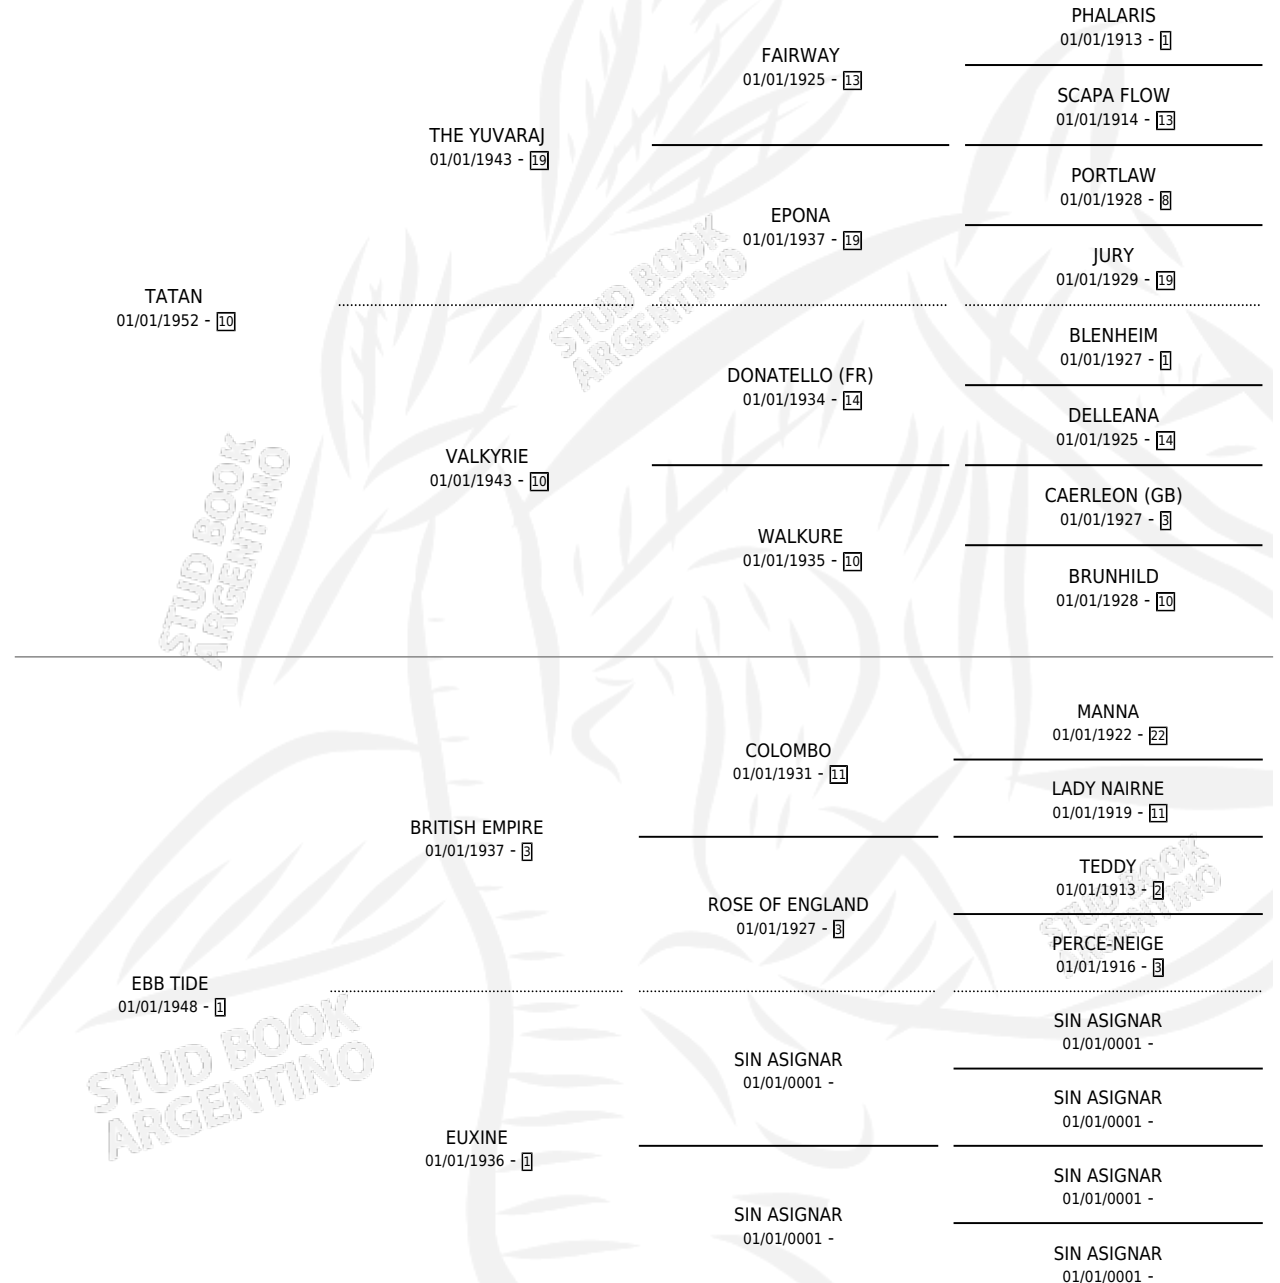 PHALARIS
01/01/1913 - 1
FAIRWAY
01/01/1925 - 13
SCAPA FLOW
01/01/1914 - 13
THE YUVARAJ
01/01/1943 - 19
PORTLAW
01/01/1928 - 8
EPONA
01/01/1937 - 19
JURY
01/01/1929 - 19
TATAN
01/01/1952 - 10
STUD BOOK
ARGENTINO
BLENHEIM
01/01/1927 - 1
DONATELLO (FR)
01/01/1934 - 14
DELLEANA
01/01/1925 - 14
VALKYRIE
01/01/1943 - 10
CAERLEON (GB)
01/01/1927 - 3
WALKURE
01/01/1935 - 10
BRUNHILD
01/01/1928 - 10
STUD BOOK
ARGENTINO
MANNA
01/01/1922 - 22
COLOMBO
01/01/1931 - 11
LADY NAIRNE
01/01/1919 - 11
BRITISH EMPIRE
01/01/1937 - 3
TEDDY
01/01/1913 - 2
ROSE OF ENGLAND
01/01/1927 - 3
PERCE-NEIGE
01/01/1916 - 3
STUD BOOK
ARGENTINO
EBB TIDE
01/01/1948 - 1
SIN ASIGNAR
01/01/0001 -
SIN ASIGNAR
01/01/0001 -
SIN ASIGNAR
01/01/0001 -
STUD BOOK
ARGENTINO
EUXINE
01/01/1936 - 1
SIN ASIGNAR
01/01/0001 -
SIN ASIGNAR
01/01/0001 -
SIN ASIGNAR
01/01/0001 -